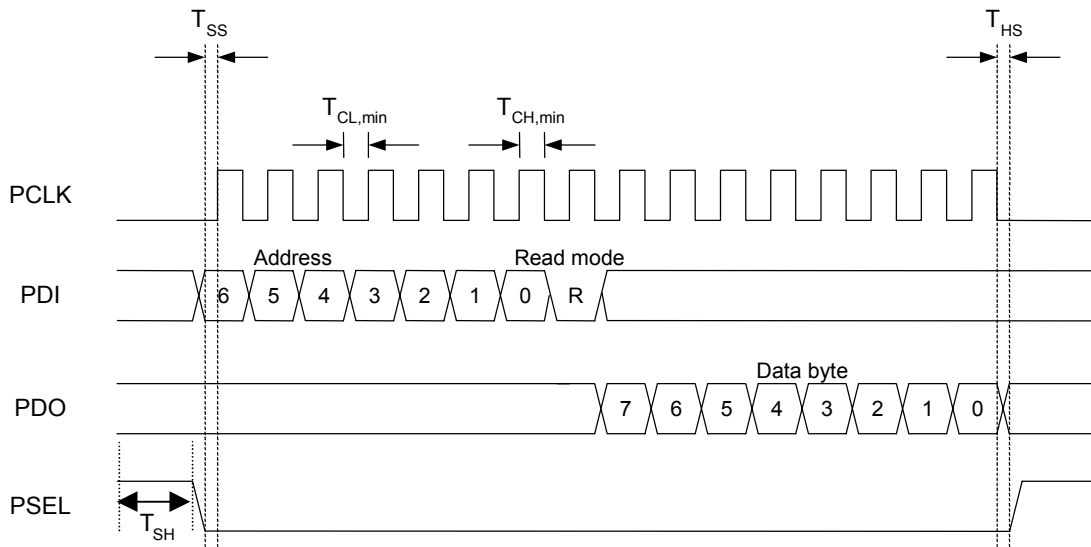 T_SS T_HS
T_CL,min T_CH,min
PCLK
Address Read mode
PDI 6 5 4 3 2 1 0 R
Data byte
PDO 7 6 5 4 3 2 1 0
PSEL
T_SH